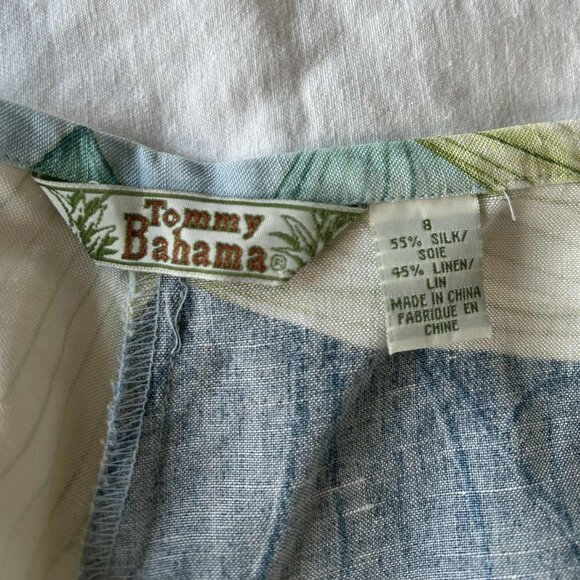 Tommy
Bahama®
8
55% SILK/
SOIE
45% LINEN/
LIN
MADE IN CHINA
FABRIQUE EN
CHINE